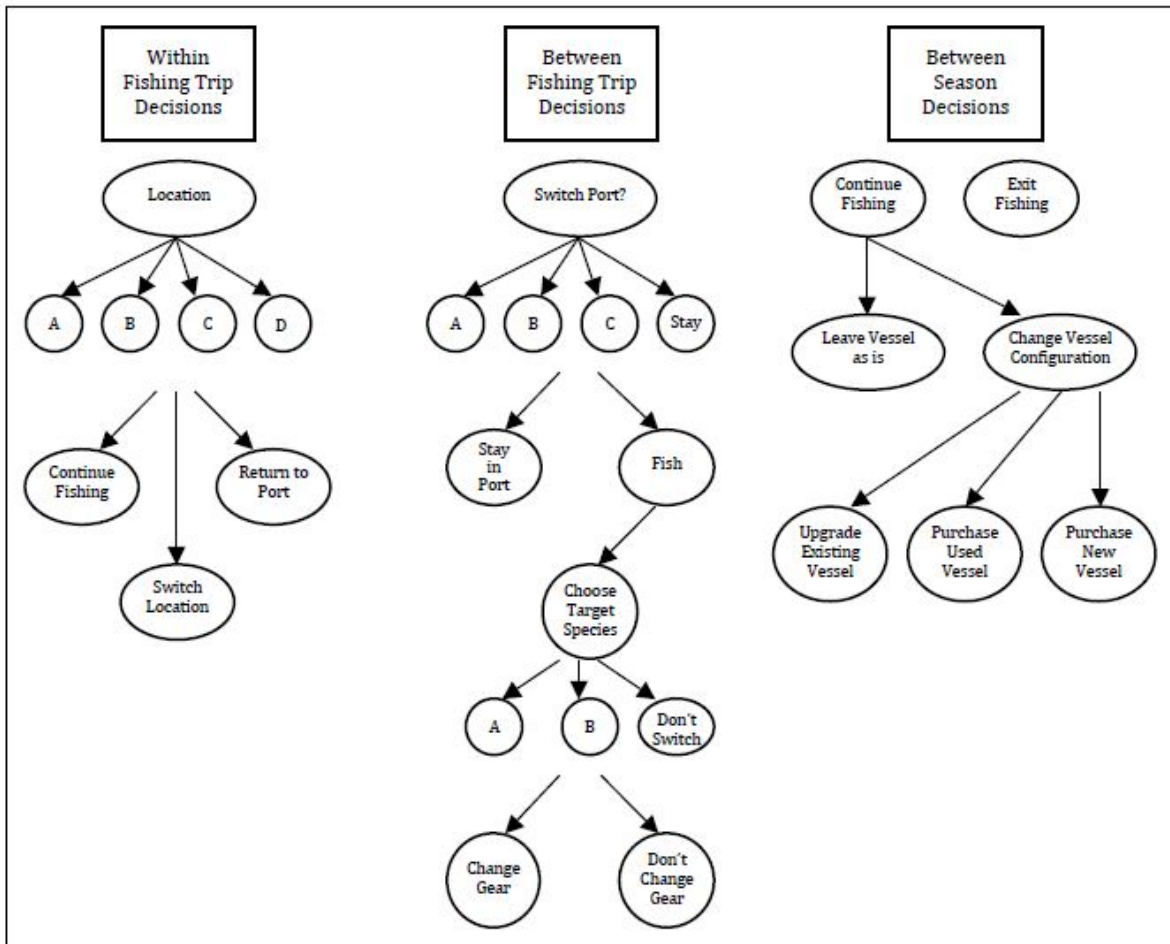 Within
Fishing Trip
Decisions
Location
A
B
C
D
Continue
Fishing
Return to
Port
Switch
Location
Between
Fishing Trip
Decisions
Switch Port?
A
B
C
Stay
Stay
in
Port
Fish
Choose
Target
Species
A
B
Don't
Switch
Change
Gear
Don't
Change
Gear
Between
Season
Decisions
Continue
Fishing
Exit
Fishing
Leave Vessel
as is
Change Vessel
Configuration
Upgrade
Existing
Vessel
Purchase
Used
Vessel
Purchase
New
Vessel